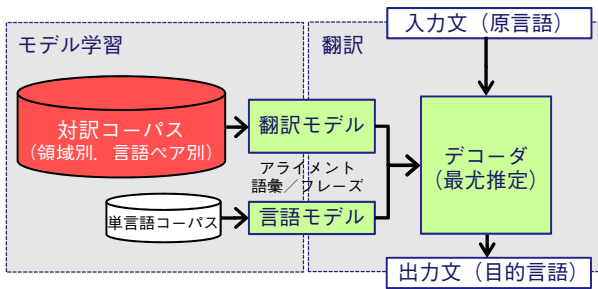 入力文（原言語）
モデル学習
翻訳
対訳コーパス
（領域別．言語ペア別）
翻訳モデル
アライメント
語彙／フレーズ
デコーダ
（最尤推定）
単言語コーパス
言語モデル
出力文（目的言語）